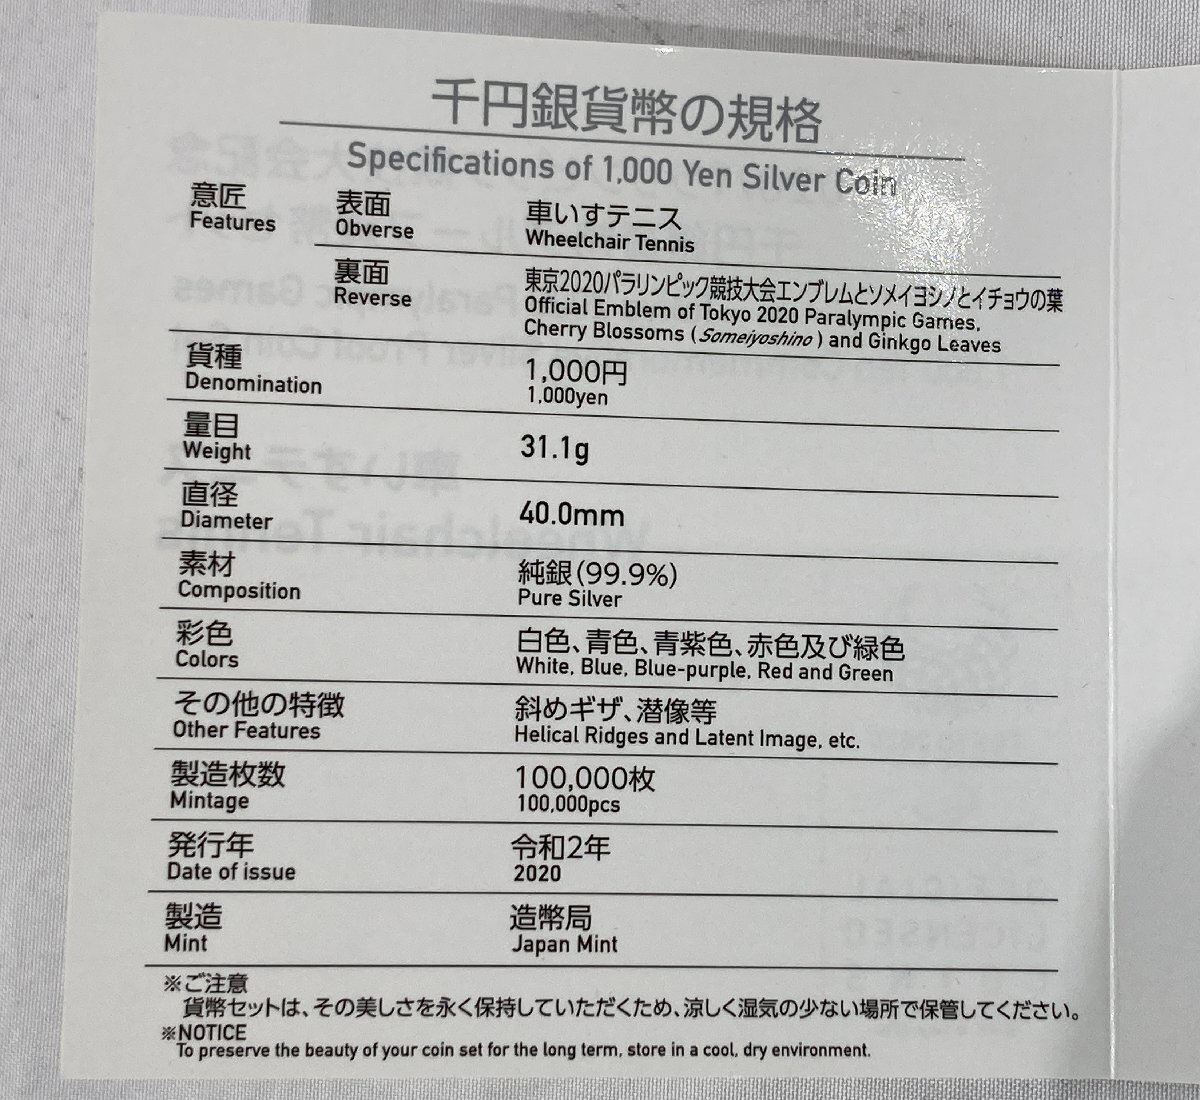 千円銀貨幣の規格
Specifications of 1,000 Yen Silver Coin
意匠
Features
表面
Obverse
車いすテニス
Wheelchair Tennis
裏面
Reverse
東京2020パラリンピック競技大会エンブレムとソメイヨシノとイチョウの葉
Official Emblem of Tokyo 2020 Paralympic Games,
Cherry Blossoms (Someiyoshino) and Ginkgo Leaves
貨種
Denomination
1,000円
1,000yen
量目
Weight
31.1g
直径
Diameter
40.0mm
素材
Composition
純銀(99.9%)
Pure Silver
彩色
Colors
白色、青色、青紫色、赤色及び緑色
White, Blue, Blue-purple, Red and Green
その他の特徴
Other Features
斜めギザ、潜像等
Helical Ridges and Latent Image, etc.
製造枚数
Mintage
100,000枚
100,000pcs
発行年
Date of issue
令和2年
2020
製造
Mint
造幣局
Japan Mint
※ご注意
貨幣セットは、その美しさを永く保持していただくため、涼しく湿気の少ない場所で保管してください。
※NOTICE
To preserve the beauty of your coin set for the long term, store in a cool, dry environment.